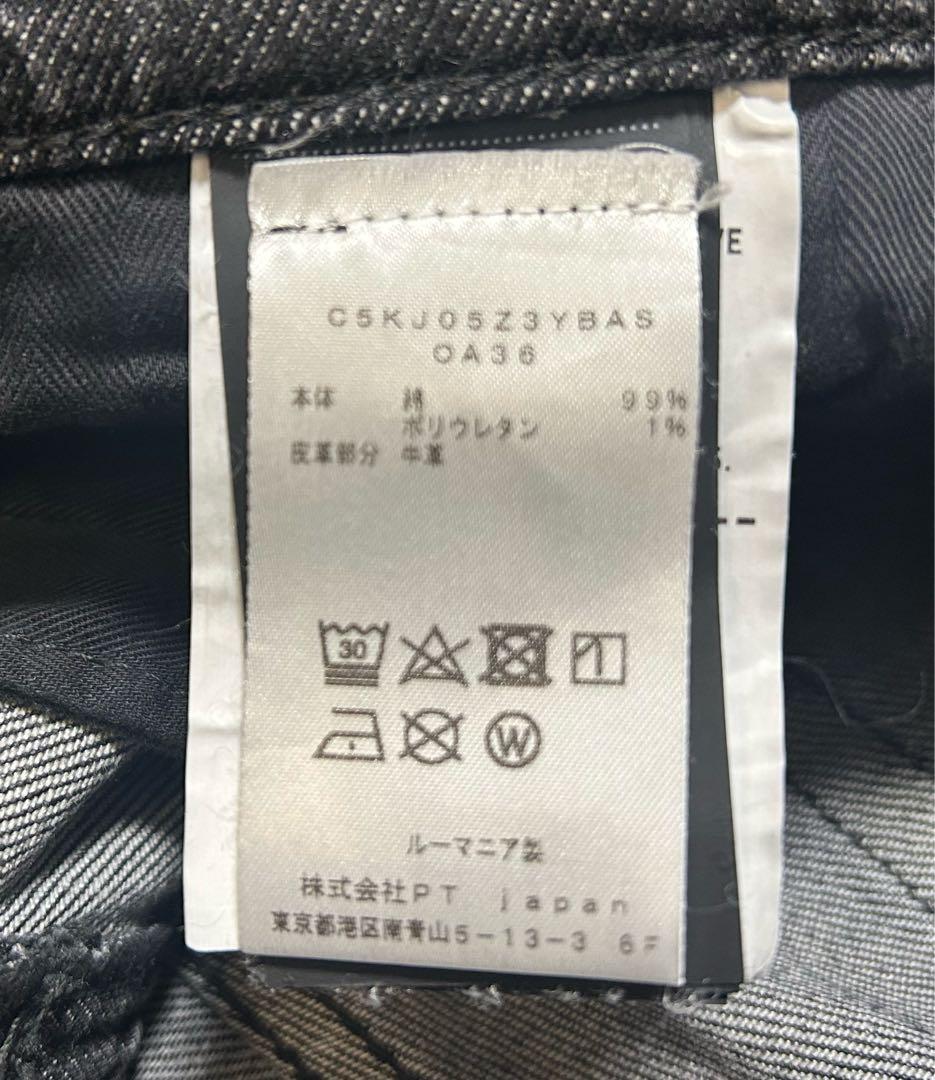 C5KJ05Z3YBAS
OA36
本体 綿 99%
ポリウレタン 1%
皮革部分 牛革
30
W
ルーマニア製
株式会社PT japan
東京都港区南青山5-13-3 6F